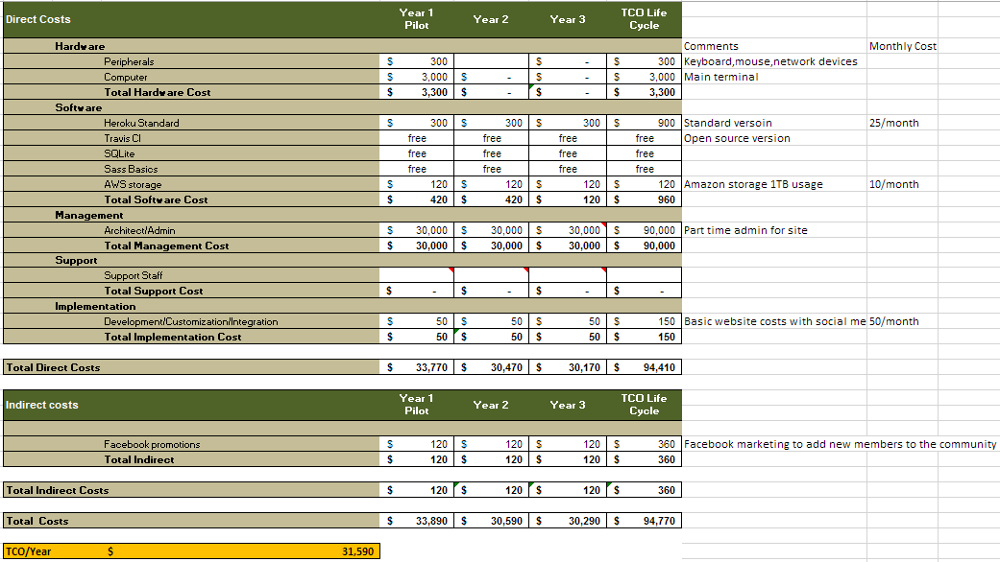 Direct Costs Year 1 Pilot Year 2 Year 3 TCO Life Cycle
Hardware Comments Monthly Cost
Peripherals $ 300 $ - $ 300 Keyboard,mouse,network devices
Computer $ 3,000 $ - $ - $ 3,000 Main terminal
Total Hardware Cost $ 3,300 $ - $ - $ 3,300
Software
Heroku Standard $ 300 $ 300 $ 300 $ 900 Standard versoin 25/month
Travis CI free free free free Open source version
SQLite free free free free
Sass Basics free free free free
AWS storage $ 120 $ 120 $ 120 $ 120 Amazon storage 1TB usage 10/month
Total Software Cost $ 420 $ 420 $ 120 $ 960
Management
Architect/Admin $ 30,000 $ 30,000 $ 30,000 $ 90,000 Part time admin for site
Total Management Cost $ 30,000 $ 30,000 $ 30,000 $ 90,000
Support
Support Staff
Total Support Cost $ - $ - $ - $ -
Implementation
Development/Customization/Integration $ 50 $ 50 $ 50 $ 150 Basic website costs with social me 50/month
Total Implementation Cost $ 50 $ 50 $ 50 $ 150
Total Direct Costs $ 33,770 $ 30,470 $ 30,170 $ 94,410
Indirect costs Year 1 Pilot Year 2 Year 3 TCO Life Cycle
Facebook promotions $ 120 $ 120 $ 120 $ 360 Facebook marketing to add new members to the community
Total Indirect $ 120 $ 120 $ 120 $ 360
Total Indirect Costs $ 120 $ 120 $ 120 $ 360
Total Costs $ 33,890 $ 30,590 $ 30,290 $ 94,770
TCO/Year $ 31,590